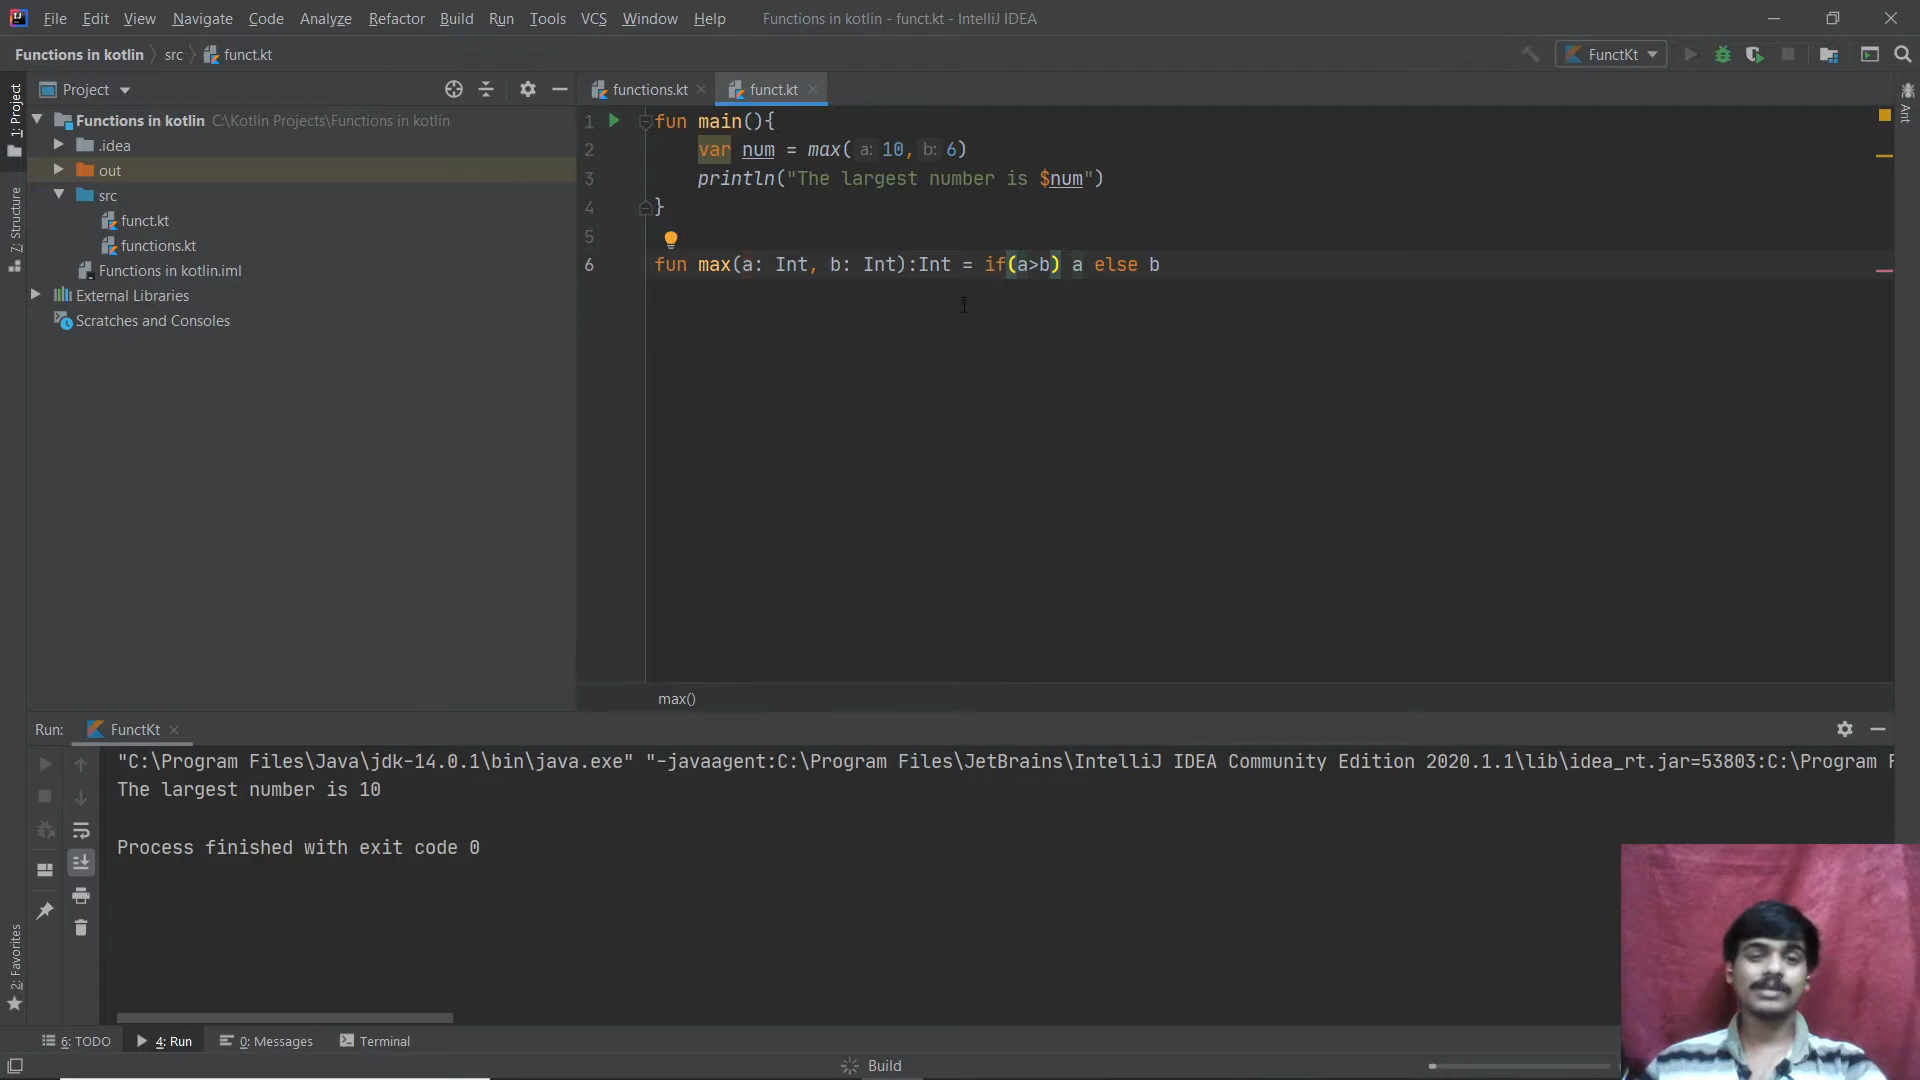 File Edit View Navigate Code Analyze Refactor Build Run Tools VCS Window Help Functions in kotlin - funct.kt - IntelliJ IDEA
Functions in kotlin src funct.kt FunctKt
1: Project
Project
functions.kt funct.kt
Ant
Functions in kotlin C:\Kotlin Projects\Functions in kotlin
.idea
out
src
funct.kt
functions.kt
Functions in kotlin.iml
External Libraries
Scratches and Consoles
7: Structure
1 fun main(){
2 var num = max( a: 10, b: 6)
3 println("The largest number is $num")
4 }
5
6 fun max(a: Int, b: Int):Int = if(a>b) a else b
max()
Run: FunctKt
"C:\Program Files\Java\jdk-14.0.1\bin\java.exe" "-javaagent:C:\Program Files\JetBrains\IntelliJ IDEA Community Edition 2020.1.1\lib\idea_rt.jar=53803:C:\Program F
The largest number is 10
Process finished with exit code 0
2: Favorites
6: TODO 4: Run 0: Messages Terminal
Build